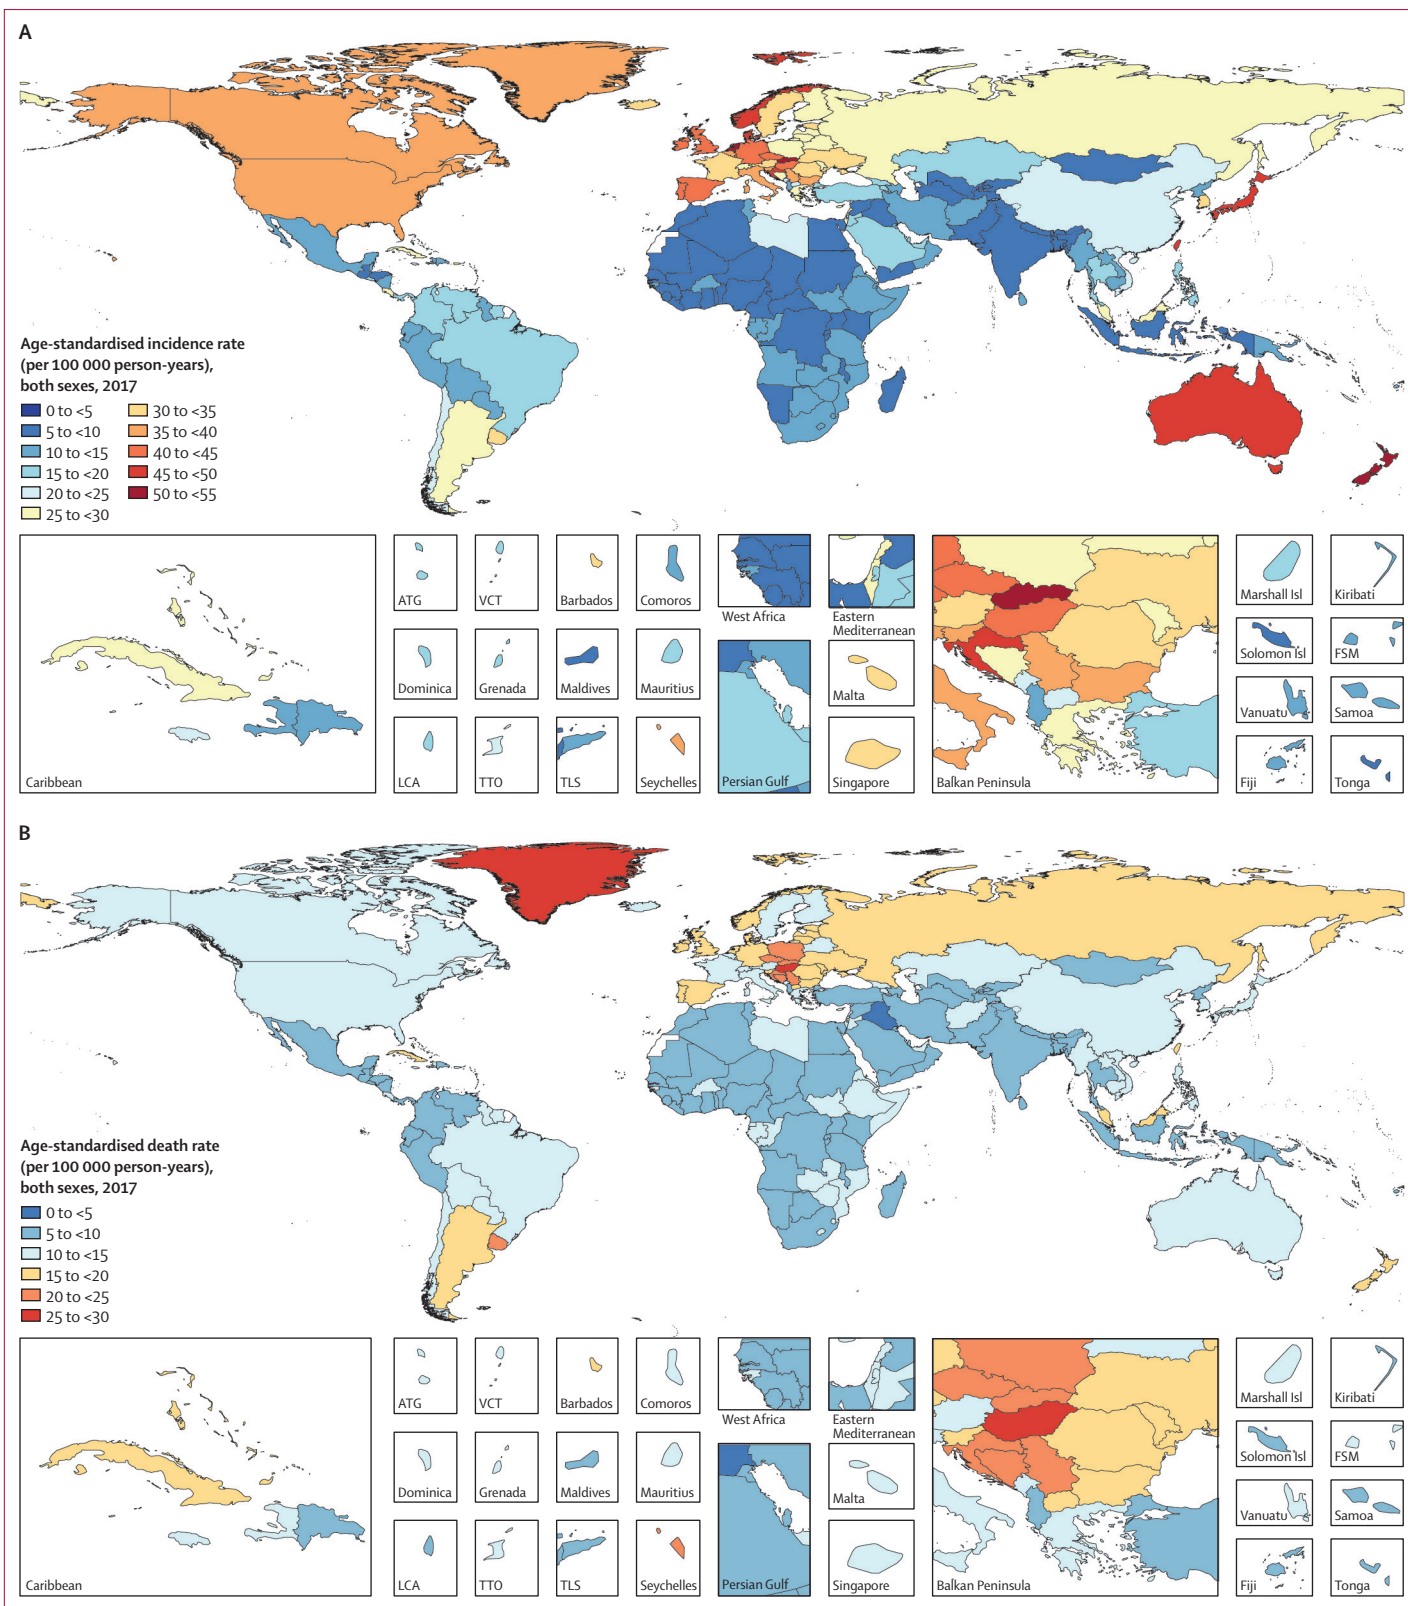 A
Age-standardised incidence rate
(per 100 000 person-years),
both sexes, 2017
0 to <5
5 to <10
10 to <15
15 to <20
20 to <25
25 to <30
30 to <35
35 to <40
40 to <45
45 to <50
50 to <55
Caribbean
ATG
VCT
Barbados
Comoros
Dominica
Grenada
Maldives
Mauritius
LCA
TTO
TLS
Seychelles
West Africa
Eastern
Mediterranean
Persian Gulf
Malta
Singapore
Balkan Peninsula
Marshall Isl
Kiribati
Solomon Isl
FSM
Vanuatu
Samoa
Fiji
Tonga
B
Age-standardised death rate
(per 100 000 person-years),
both sexes, 2017
0 to <5
5 to <10
10 to <15
15 to <20
20 to <25
25 to <30
Caribbean
ATG
VCT
Barbados
Comoros
Dominica
Grenada
Maldives
Mauritius
LCA
TTO
TLS
Seychelles
West Africa
Eastern
Mediterranean
Persian Gulf
Malta
Singapore
Balkan Peninsula
Marshall Isl
Kiribati
Solomon Isl
FSM
Vanuatu
Samoa
Fiji
Tonga